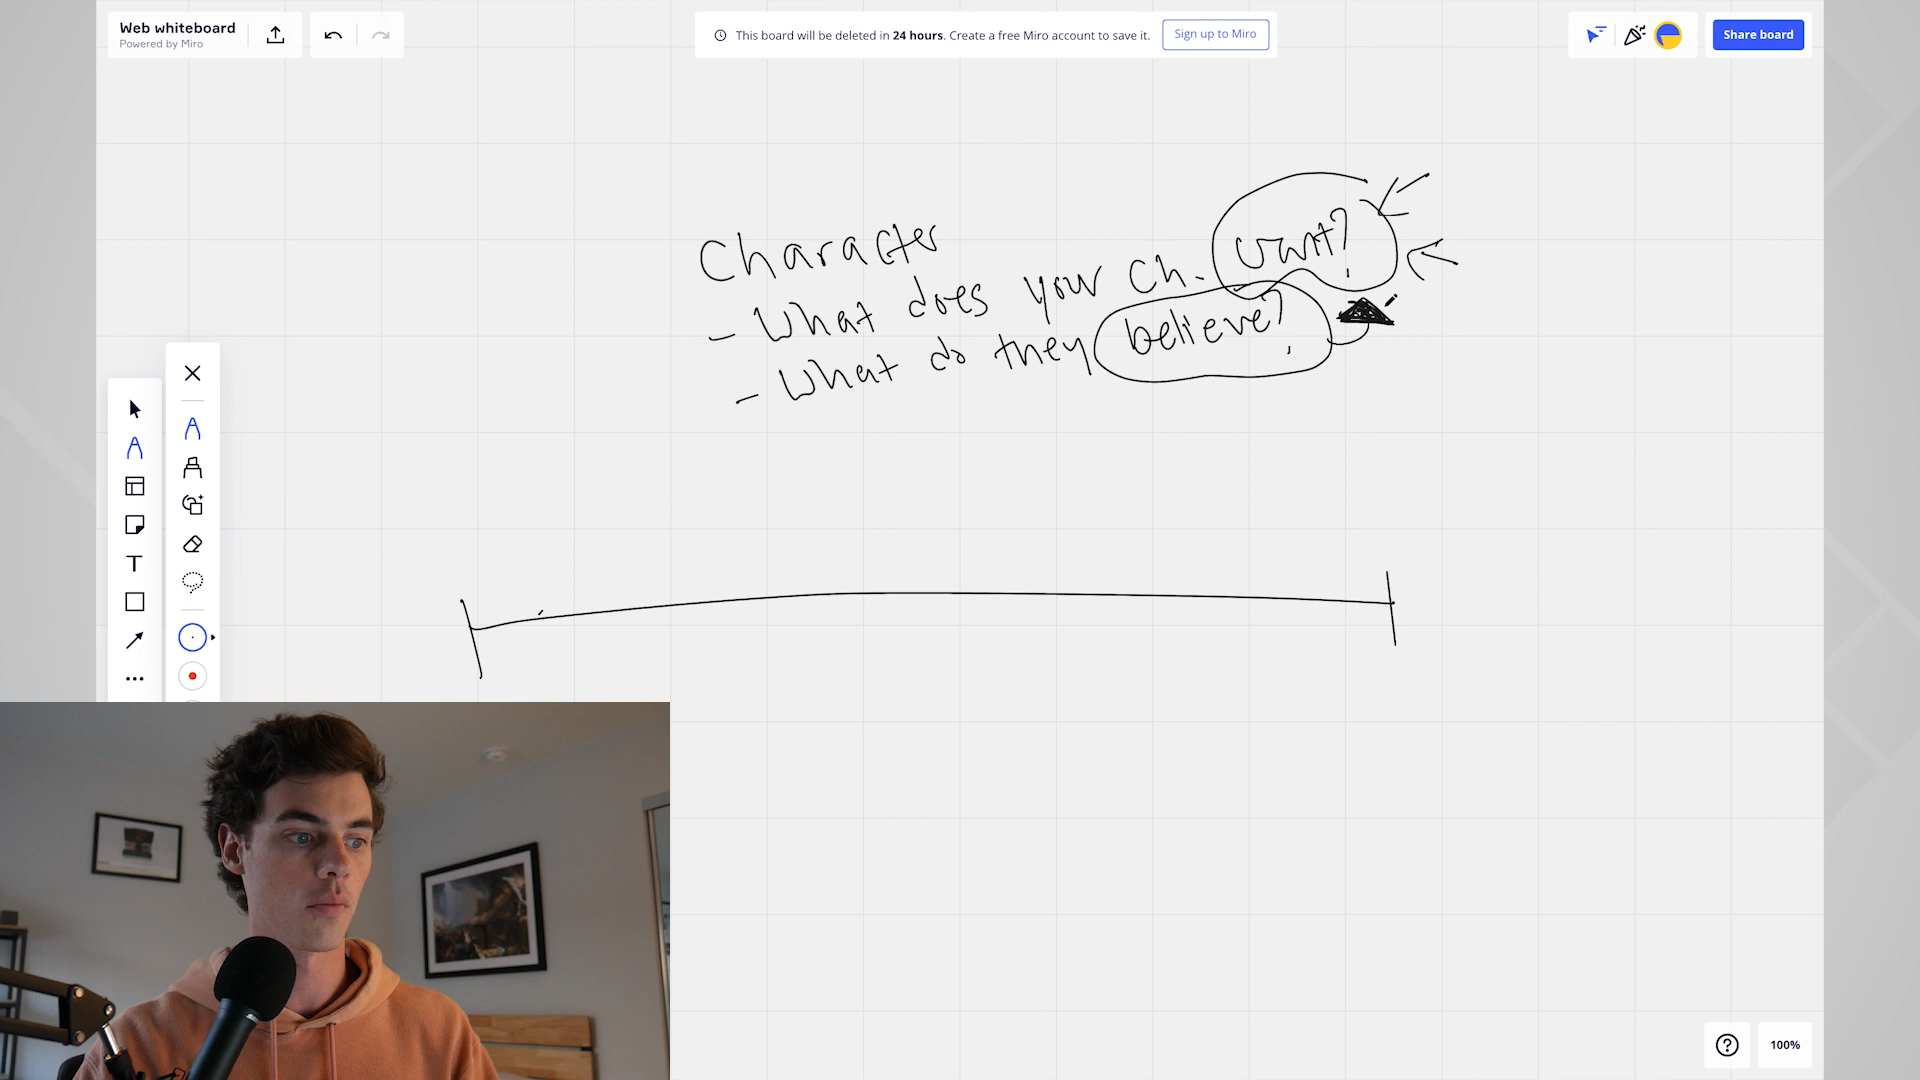 Web whiteboard
Powered by Miro
This board will be deleted in 24 hours. Create a free Miro account to save it.
Sign up to Miro
Share board
Character
- What does your Ch. want?
- What do they believe?
T
100%